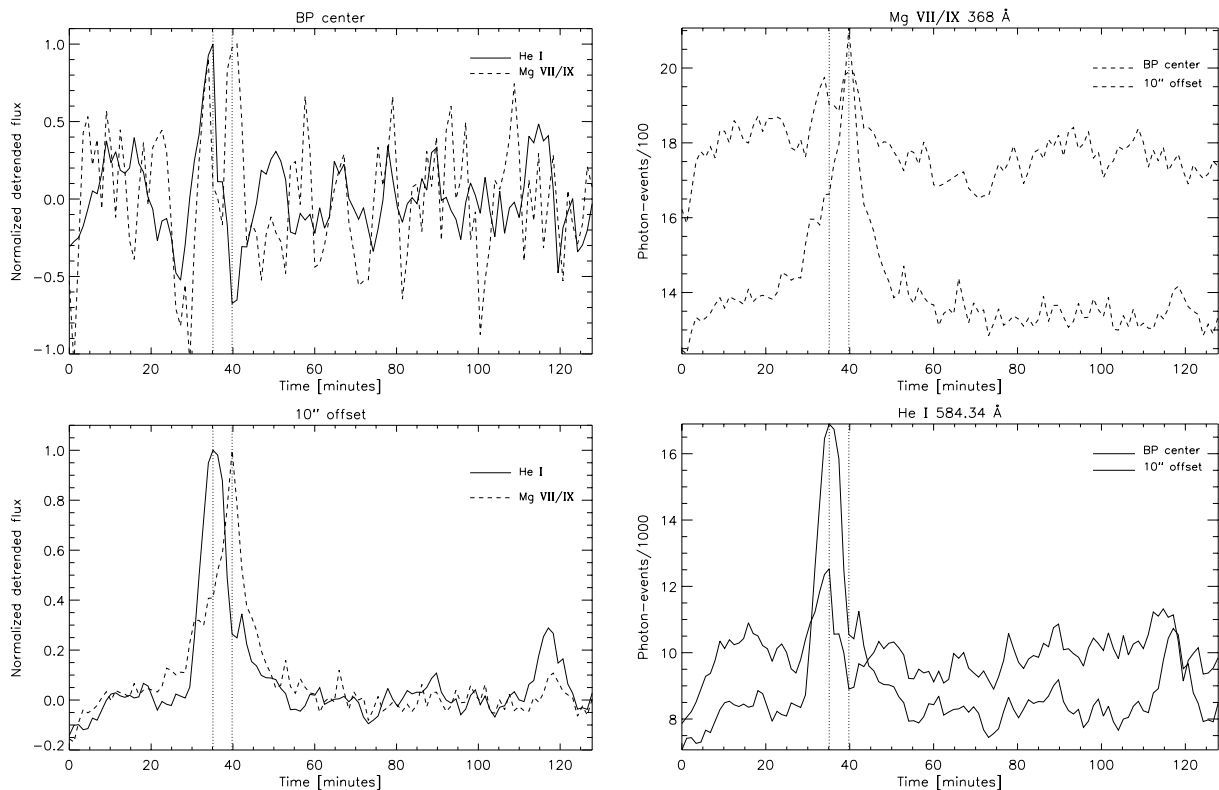 BP center
Normalized detrended flux
1.0
0.5
0.0
−0.5
−1.0
He I
Mg VII/IX
0 20 40 60 80 100 120
Time [minutes]
Mg VII/IX 368 Å
Photon−events/100
20
18
16
14
BP center
10" offset
0 20 40 60 80 100 120
Time [minutes]
10" offset
Normalized detrended flux
1.0
0.8
0.6
0.4
0.2
0.0
−0.2
He I
Mg VII/IX
0 20 40 60 80 100 120
Time [minutes]
He I 584.34 Å
Photon−events/1000
16
14
12
10
8
BP center
10" offset
0 20 40 60 80 100 120
Time [minutes]